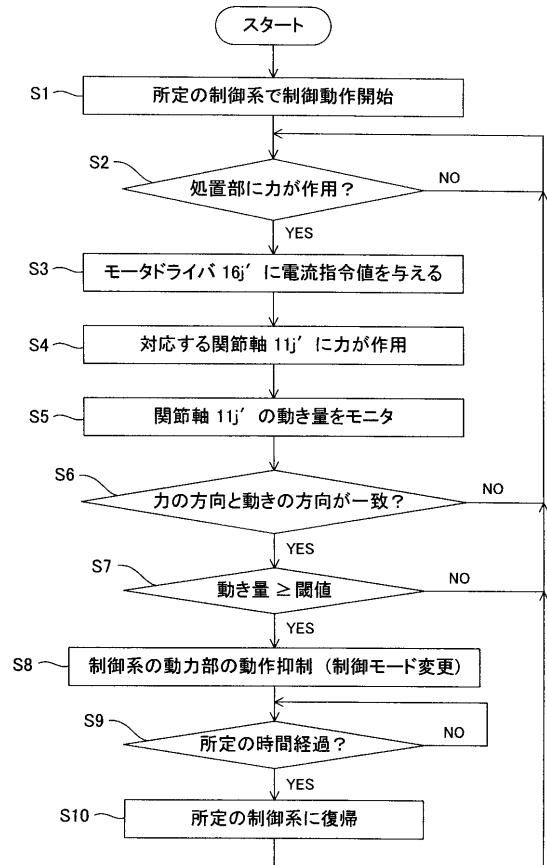 スタート
S1
所定の制御系で制御動作開始
S2
処置部に力が作用?
NO
YES
S3
モータドライバ 16j′に電流指令値を与える
S4
対応する関節軸 11j′に力が作用
S5
関節軸 11j′の動き量をモニタ
S6
力の方向と動きの方向が一致?
NO
YES
S7
動き量 ≥ 閾値
NO
YES
S8
制御系の動力部の動作抑制 (制御モード変更)
S9
所定の時間経過?
NO
YES
S10
所定の制御系に復帰